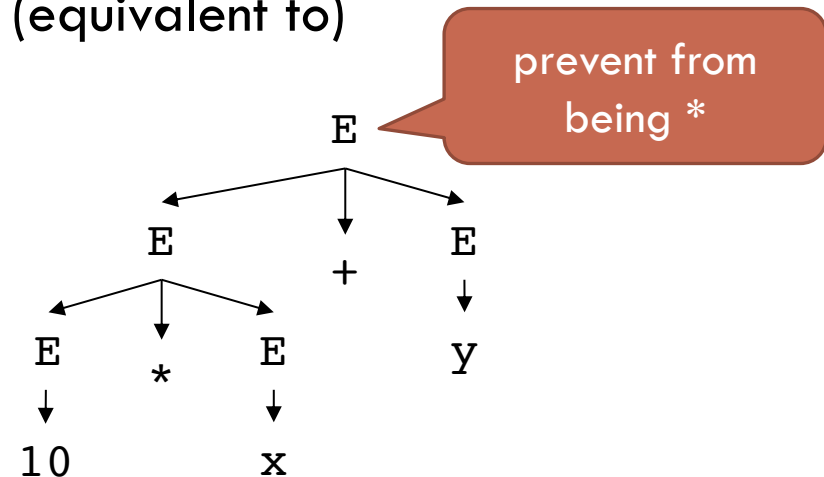 (equivalent to)
prevent from
being *
E
E + E
E * E y
10 x